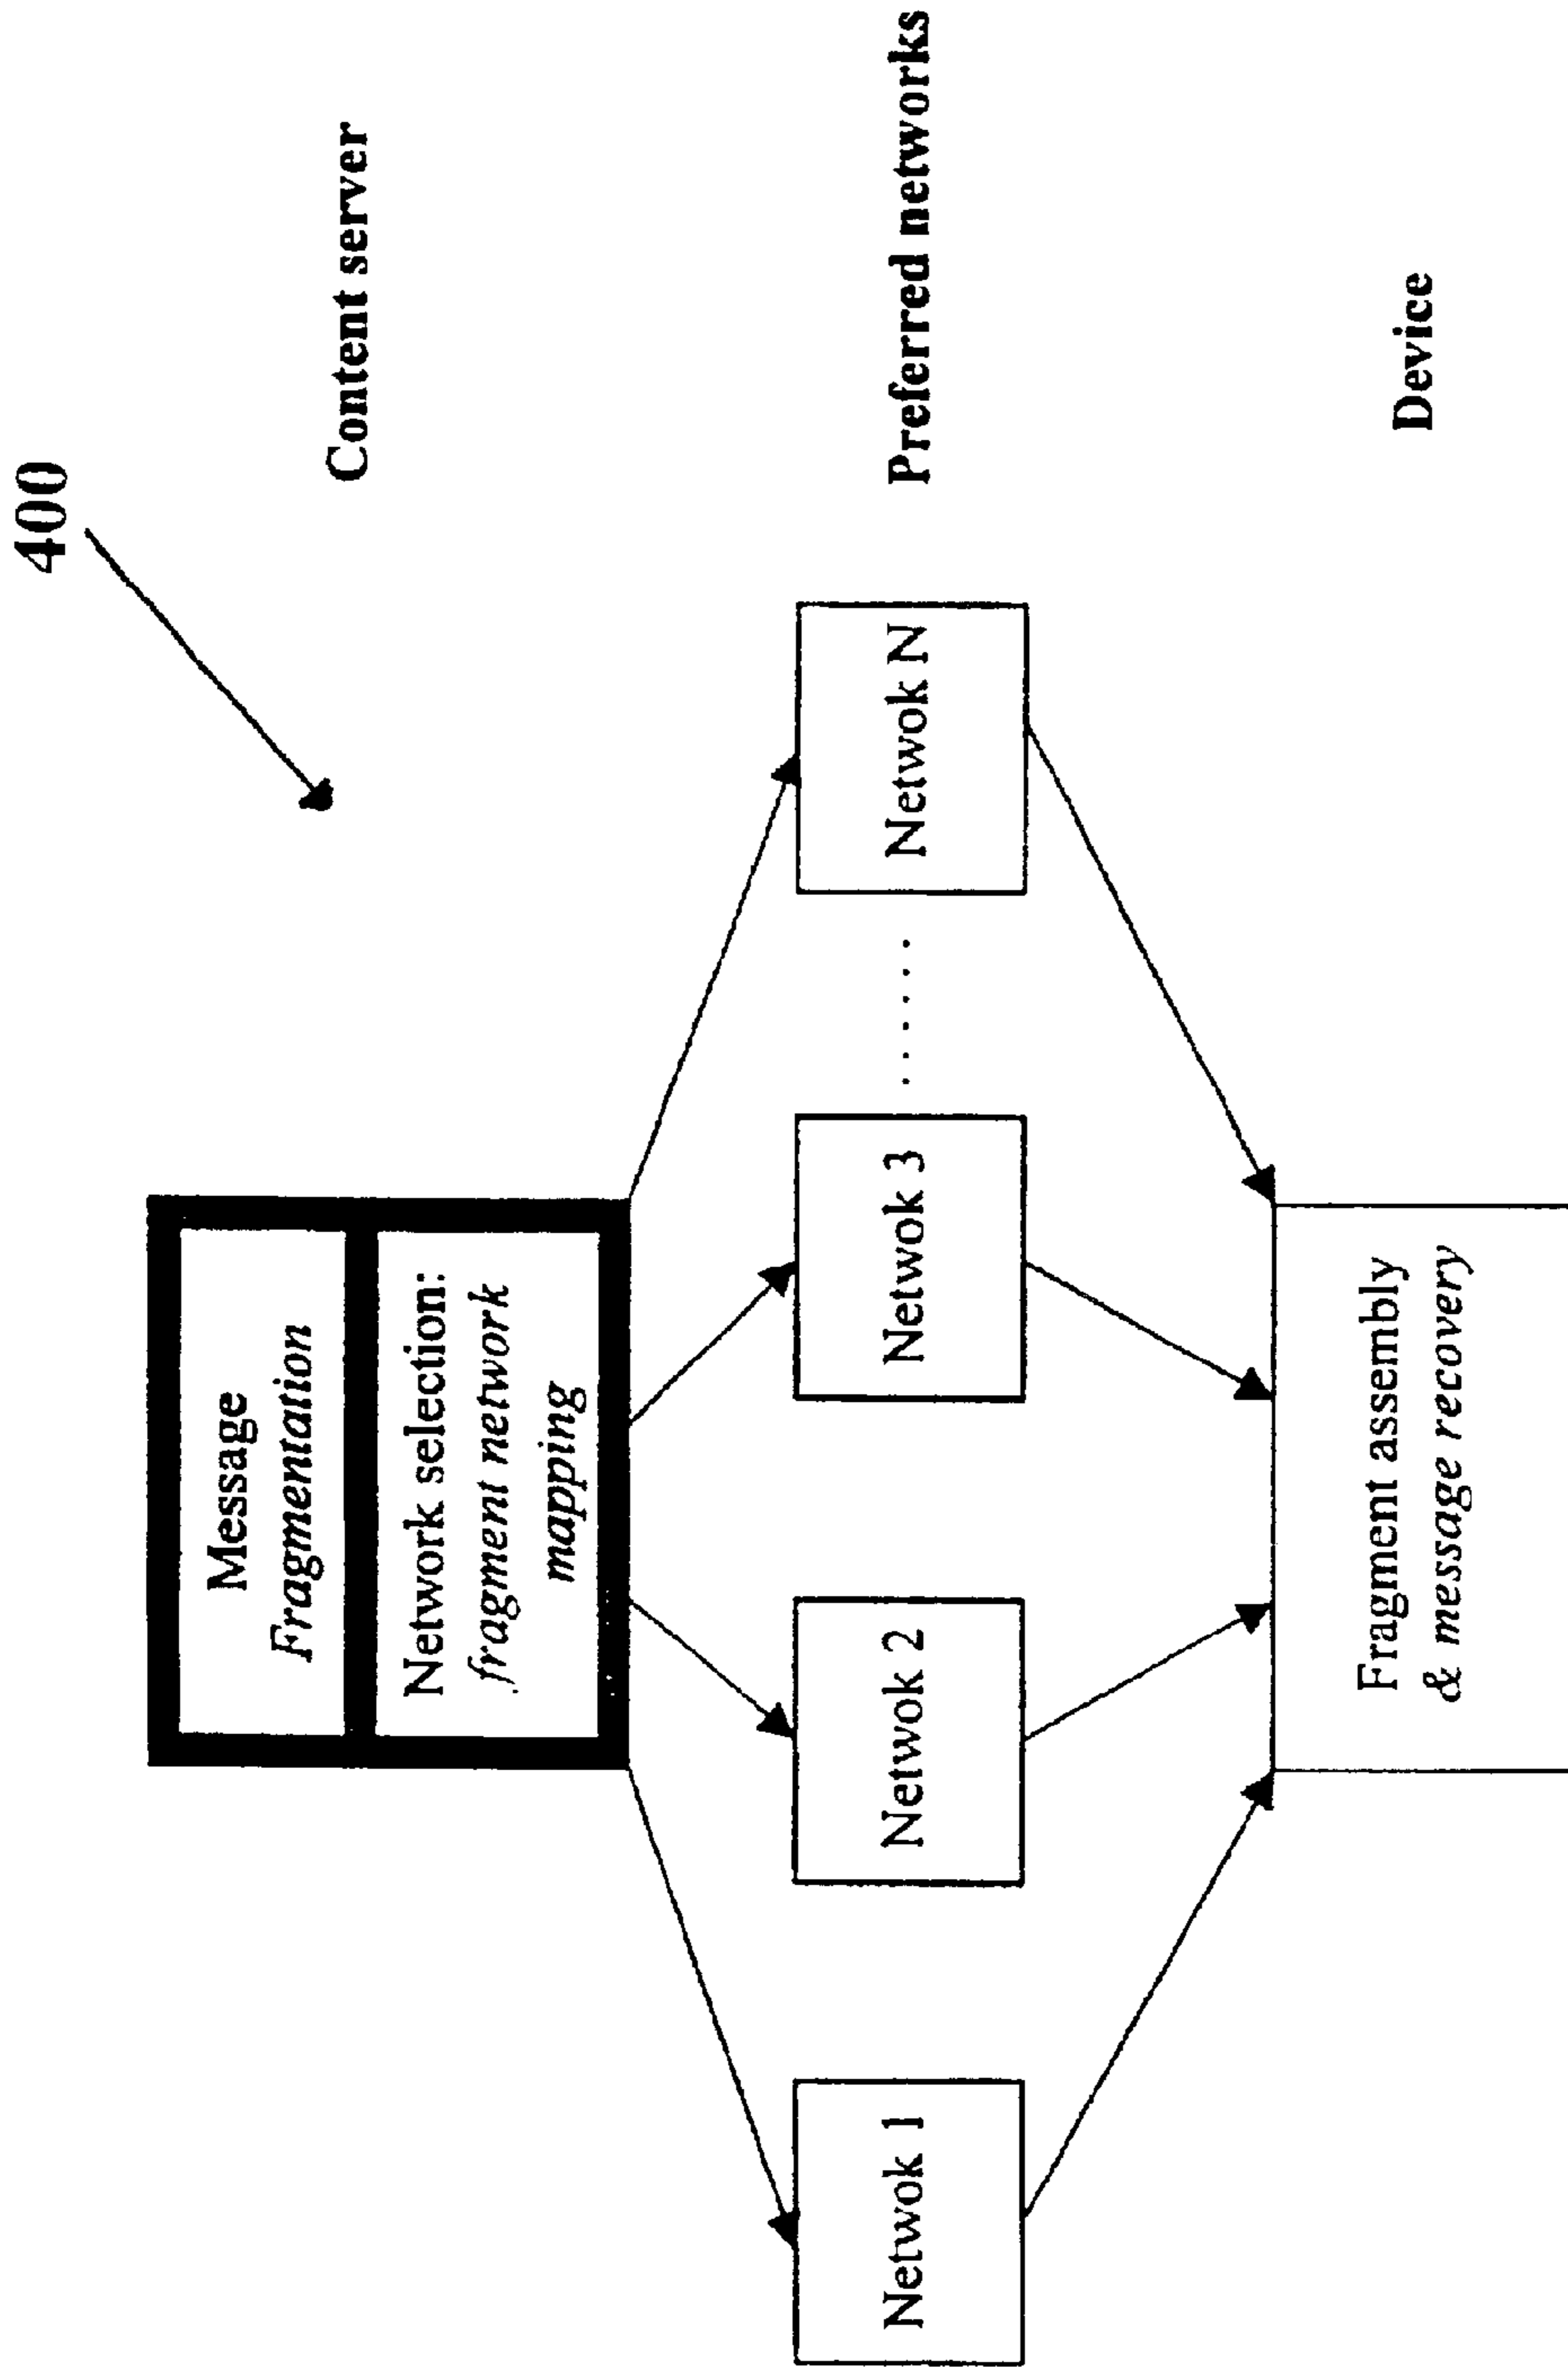 400
Message
Fragmentation
Content server
Network selection:
fragment network
mapping
Netwok 1
Netwok 2
Netwok 3
......
Netwok N
Preferred networks
Fragment assembly
& message recovery
Device